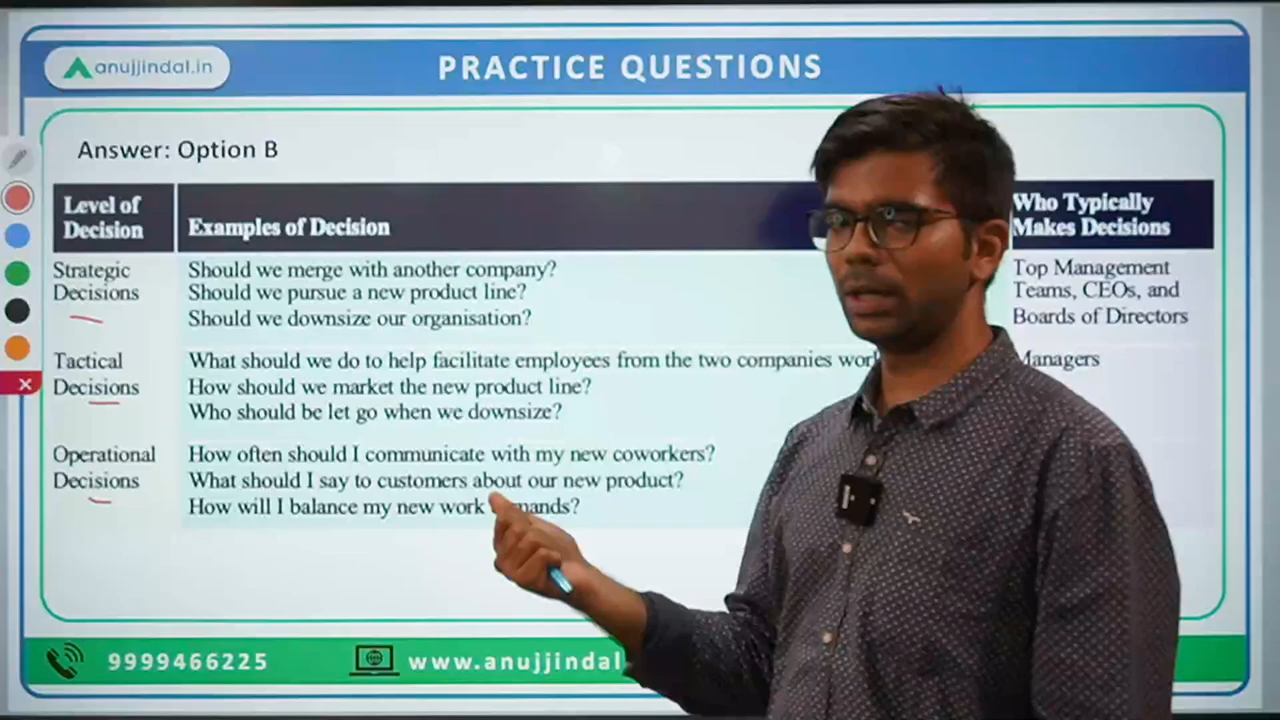 anujjindal.in
PRACTICE QUESTIONS
Answer: Option B
Level of
Decision
Examples of Decision
Who Typically
Makes Decisions
Strategic
Decisions
Should we merge with another company?
Should we pursue a new product line?
Should we downsize our organisation?
Top Management
Teams, CEOs, and
Boards of Directors
Tactical
Decisions
What should we do to help facilitate employees from the two companies
How should we market the new product line?
Who should be let go when we downsize?
Managers
Operational
Decisions
How often should I communicate with my new coworkers?
What should I say to customers about our new product?
How will I balance my new work
9999466225
www.anujjindal